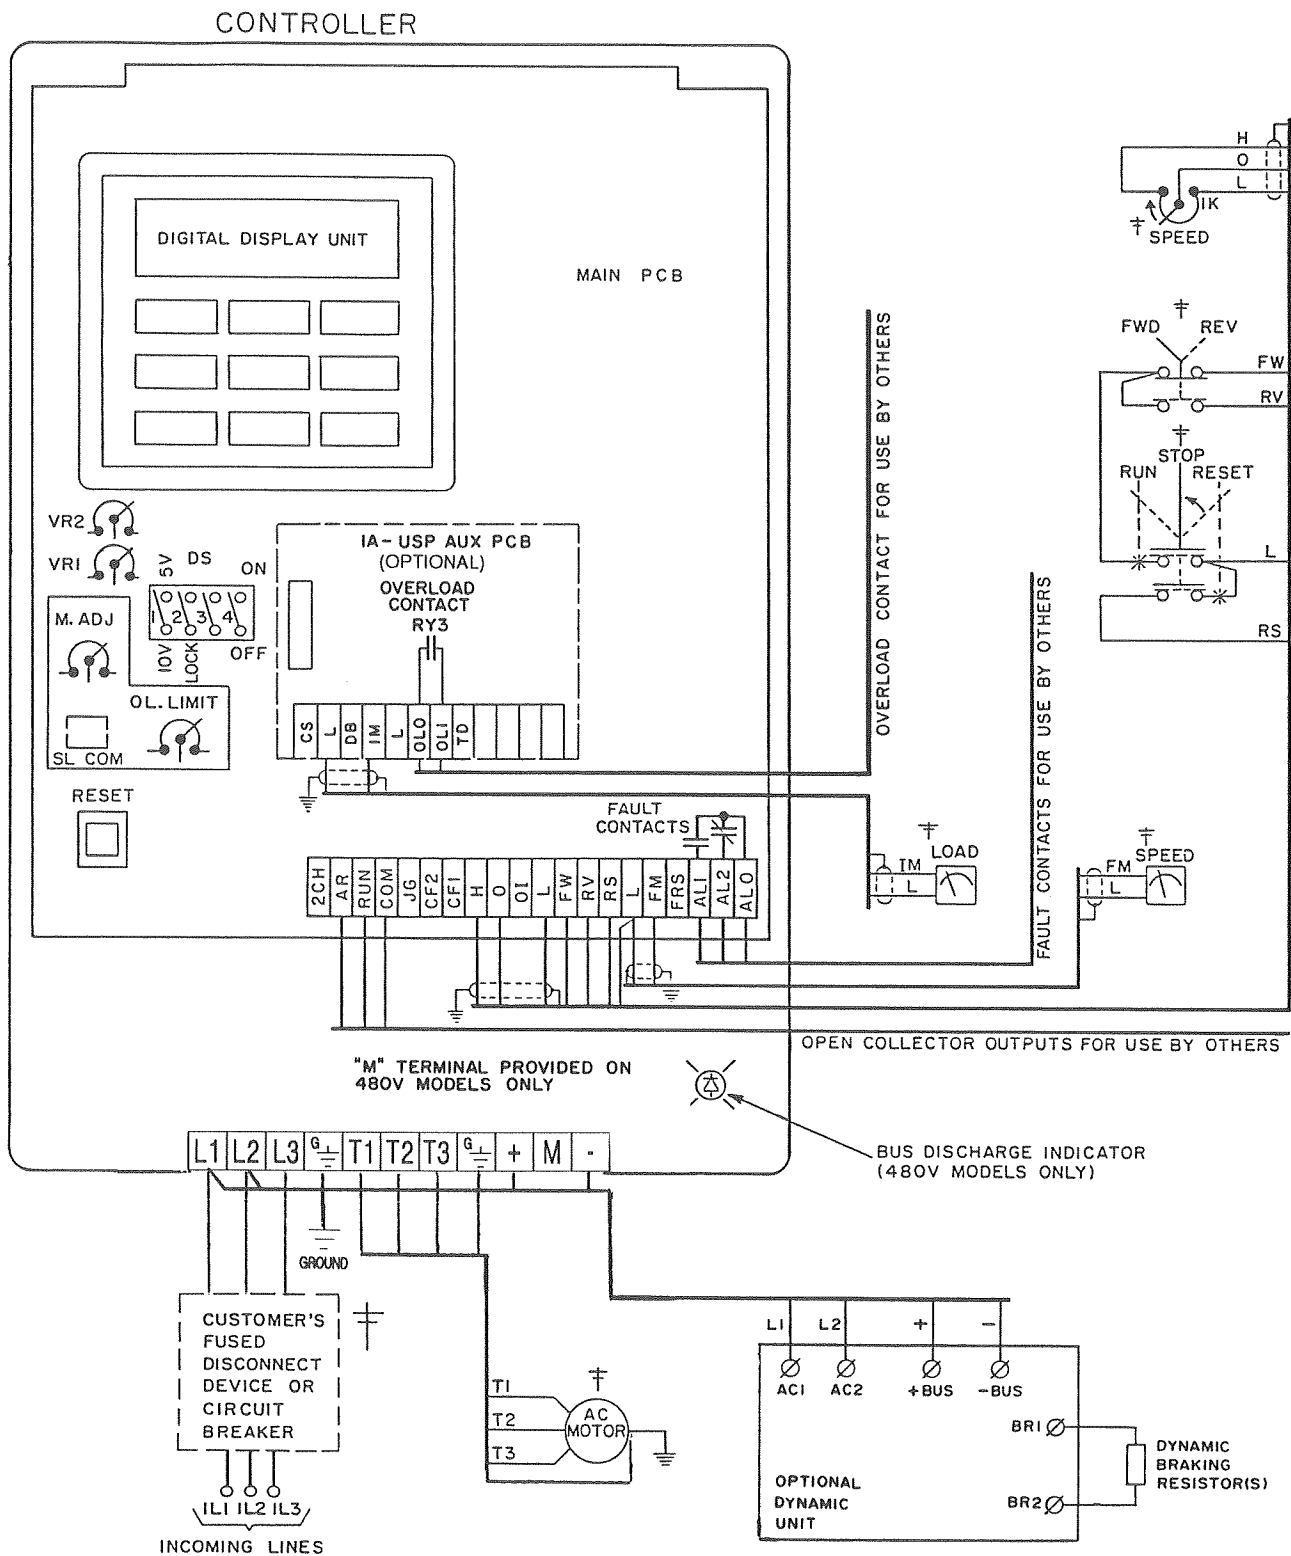 CONTROLLER
DIGITAL DISPLAY UNIT
MAIN PCB
H
O
L
1K
SPEED
FWD
REV
FW
RV
STOP
RUN
RESET
L
RS
OVERLOAD CONTACT FOR USE BY OTHERS
FAULT CONTACTS FOR USE BY OTHERS
VR2
VR1
5V
DS
ON
1
2
3
4
10V
LOCK
OFF
M. ADJ
OL. LIMIT
SL COM
RESET
IA-USP AUX PCB
(OPTIONAL)
OVERLOAD
CONTACT
RY3
CS
L
DB
IM
L
OLO
OL1
TD
FAULT
CONTACTS
2CH
AR
RUN
COM
JG
CF2
CF1
H
O
OI
L
FW
RV
RS
L
FM
FRS
AL1
AL2
ALO
IM
L
LOAD
FM
L
SPEED
OPEN COLLECTOR OUTPUTS FOR USE BY OTHERS
"M" TERMINAL PROVIDED ON
480V MODELS ONLY
BUS DISCHARGE INDICATOR
(480V MODELS ONLY)
L1
L2
L3
G
T1
T2
T3
G
+
M
-
GROUND
CUSTOMER'S
FUSED
DISCONNECT
DEVICE OR
CIRCUIT
BREAKER
IL1 IL2 IL3
INCOMING LINES
T1
T2
T3
AC
MOTOR
L1
L2
+
-
AC1
AC2
+BUS
-BUS
BR1
BR2
OPTIONAL
DYNAMIC
UNIT
DYNAMIC
BRAKING
RESISTOR(S)